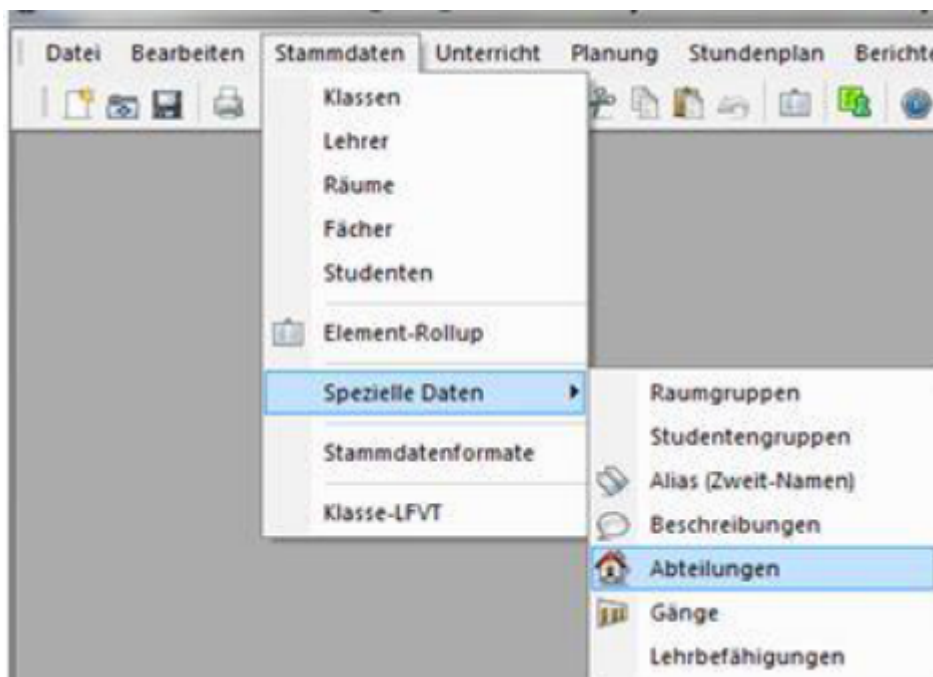 Datei Bearbeiten Stammdaten Unterricht Planung Stundenplan Berichte
Klassen
Lehrer
Räume
Fächer
Studenten
Element-Rollup
Spezielle Daten
Stammdatenformate
Klasse-LFVT
Raumgruppen
Studentengruppen
Alias (Zweit-Namen)
Beschreibungen
Abteilungen
Gänge
Lehrbefähigungen